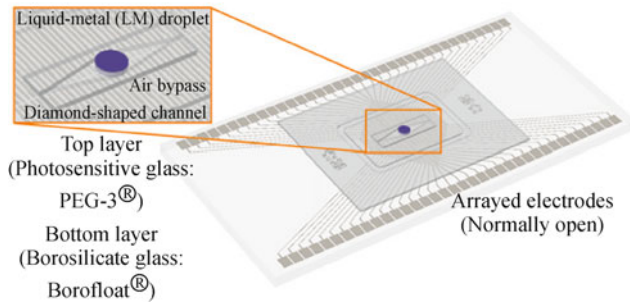 Liquid-metal (LM) droplet
Air bypass
Diamond-shaped channel
Top layer
(Photosensitive glass:
PEG-3®)
Bottom layer
(Borosilicate glass:
Borofloat®)
Arrayed electrodes
(Normally open)